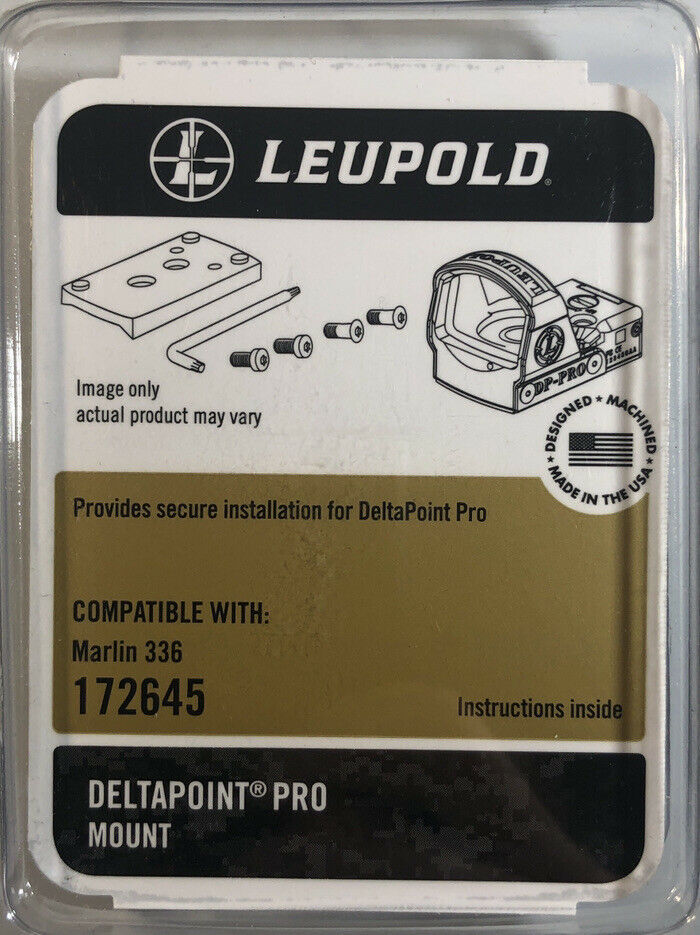 LEUPOLD®
LEUPOLD
DP-PRO
Image only
actual product may vary
DESIGNED ★ MACHINED ★ MADE IN THE USA ★
Provides secure installation for DeltaPoint Pro
COMPATIBLE WITH:
Marlin 336
172645
Instructions inside
DELTAPOINT® PRO
MOUNT